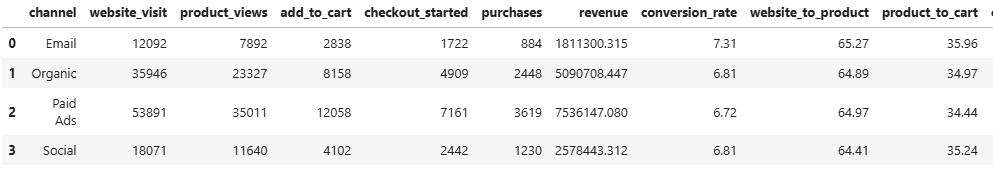 channel website_visit product_views add_to_cart checkout_started purchases revenue conversion_rate website_to_product product_to_cart
0 Email 12092 7892 2838 1722 884 1811300.315 7.31 65.27 35.96
1 Organic 35946 23327 8158 4909 2448 5090708.447 6.81 64.89 34.97
2 Paid Ads 53891 35011 12058 7161 3619 7536147.080 6.72 64.97 34.44
3 Social 18071 11640 4102 2442 1230 2578443.312 6.81 64.41 35.24